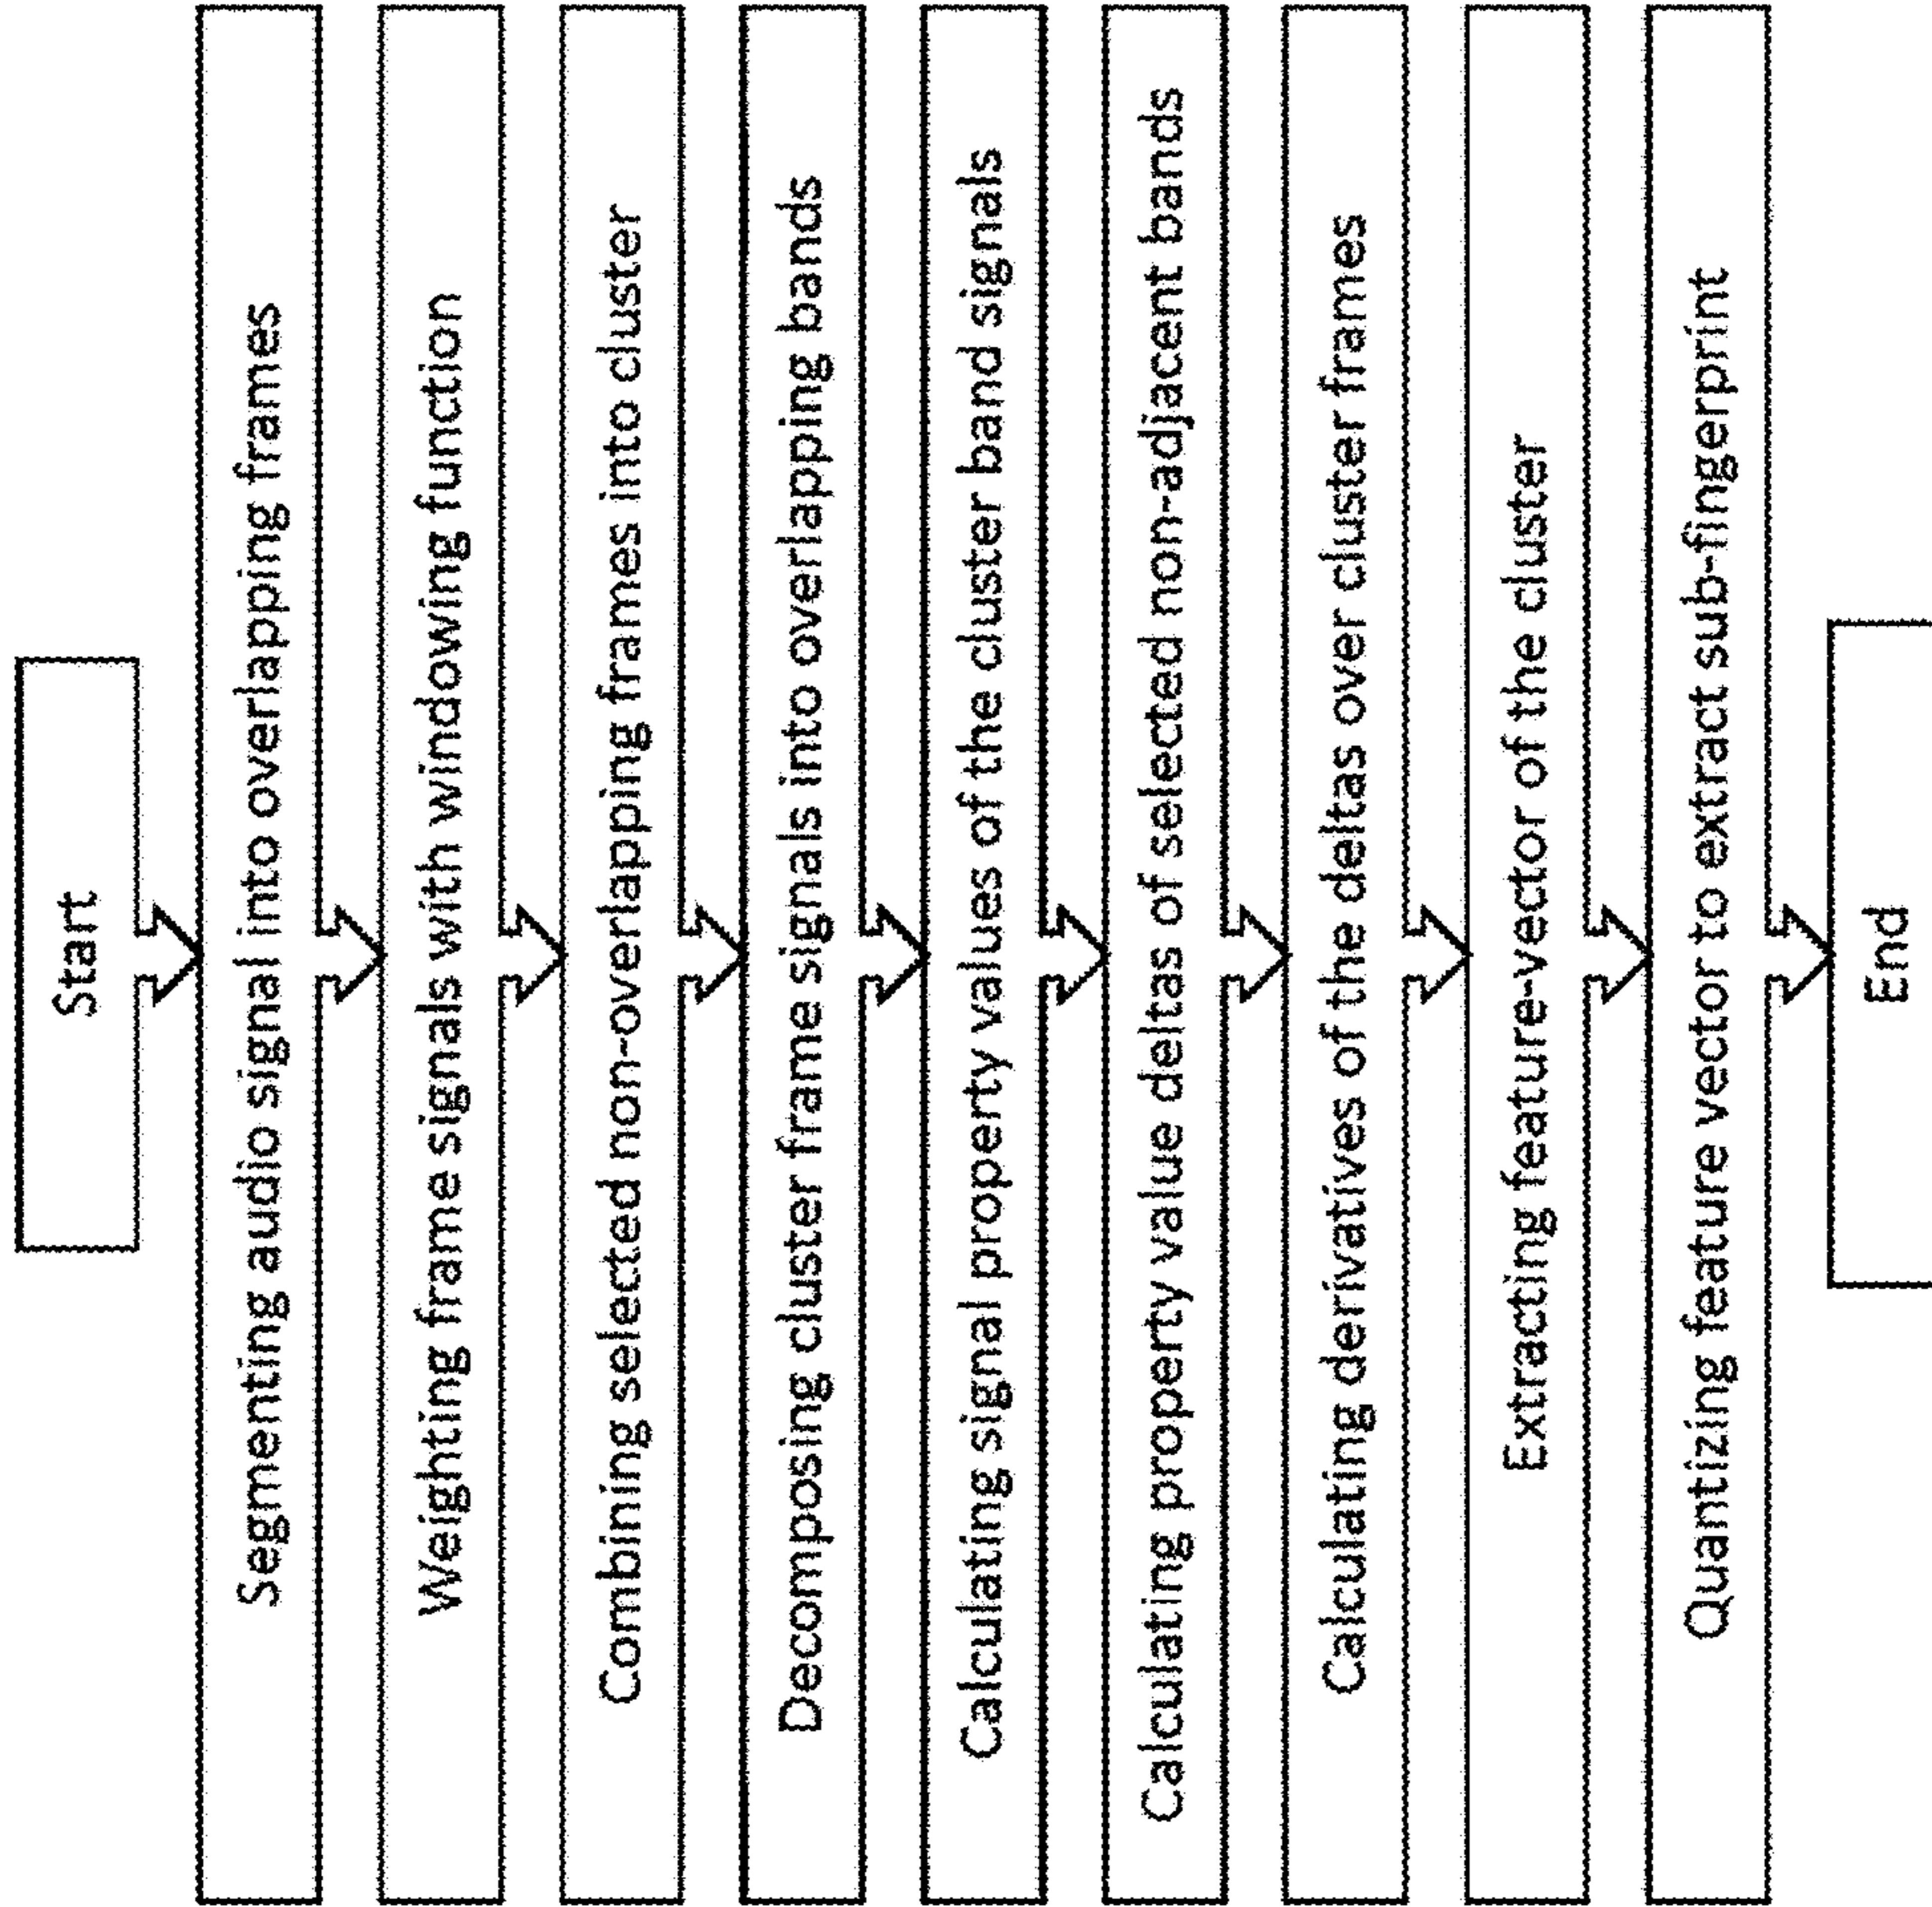 Start
Segmenting audio signal into overlapping frames
Weighting frame signals with windowing function
Combining selected non-overlapping frames into cluster
Decomposing cluster frame signals into overlapping bands
Calculating signal property values of the cluster band signals
Calculating property value deltas of selected non-adjacent bands
Calculating derivatives of the deltas over cluster frames
Extracting feature-vector of the cluster
Quantizing feature vector to extract sub-fingerprint
End